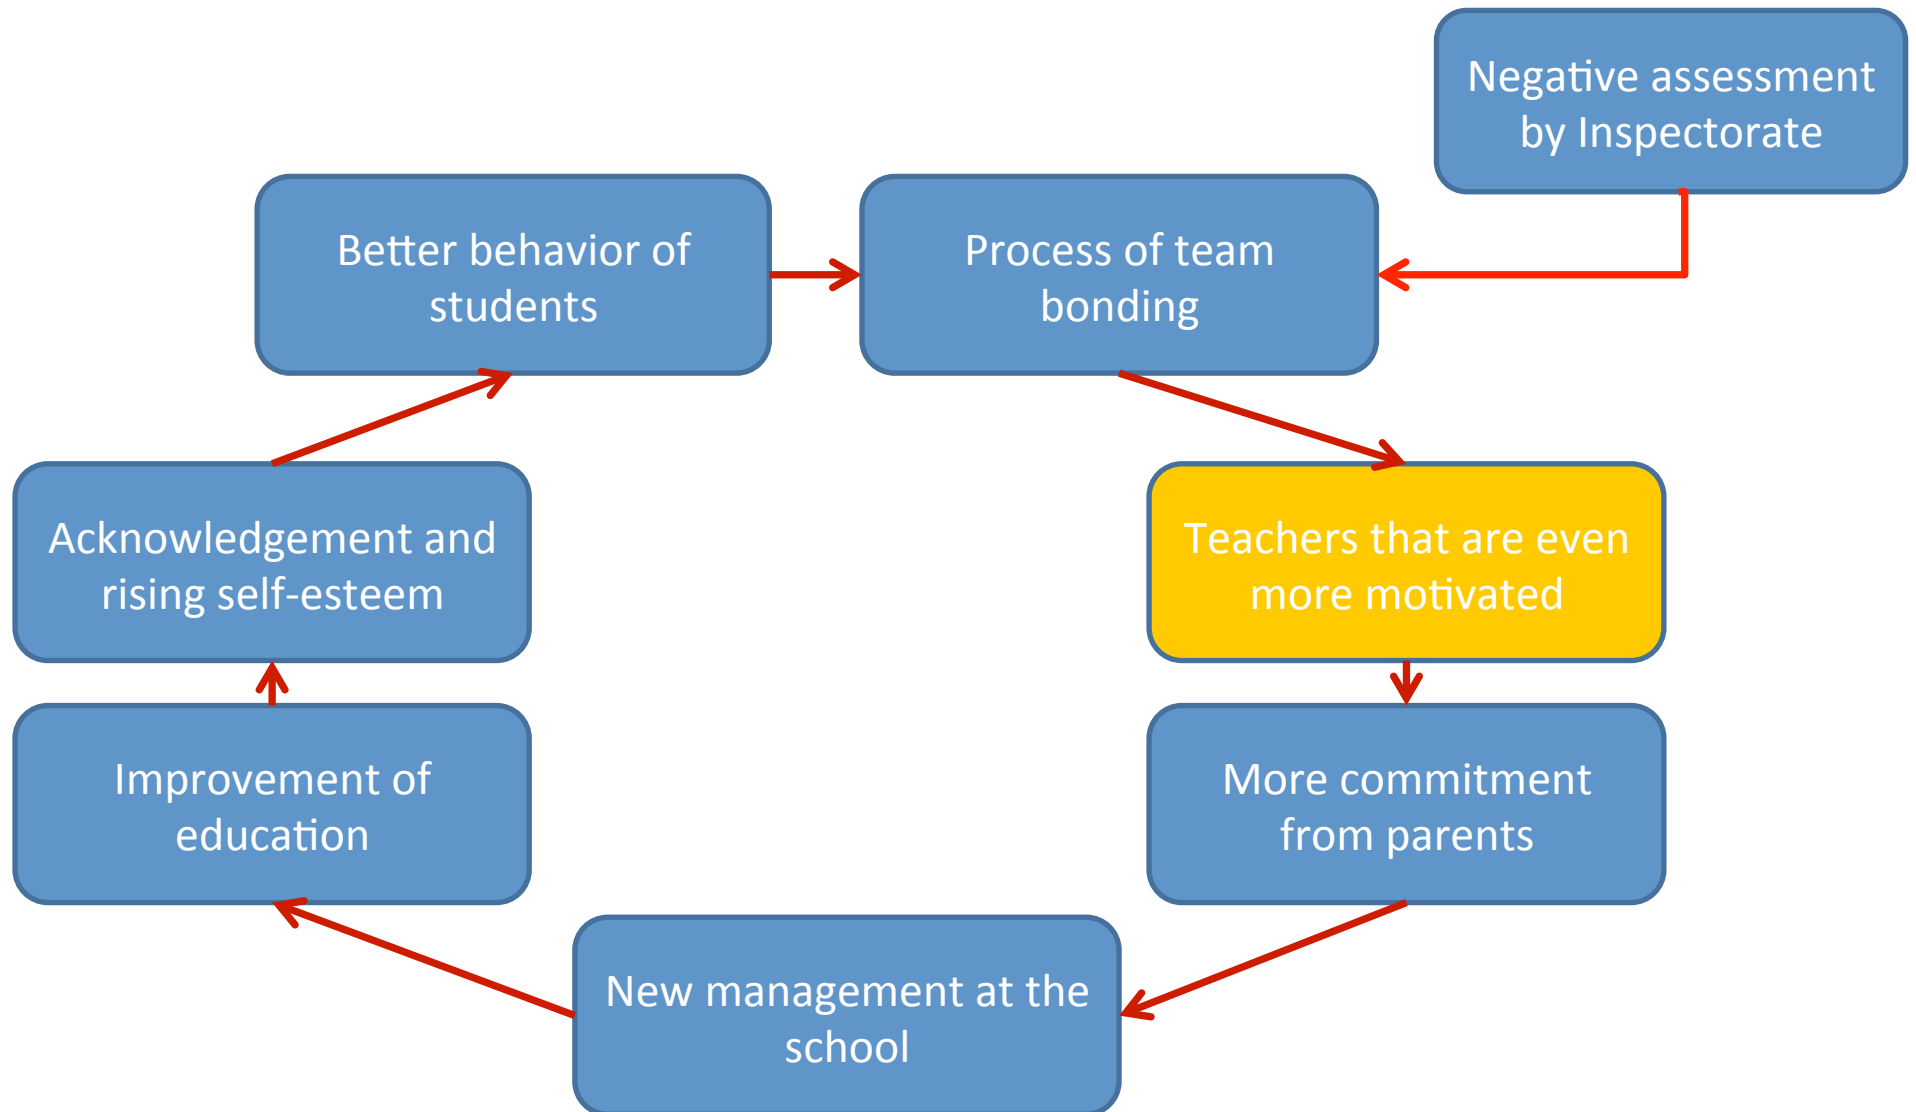 Negative assessment
by Inspectorate
Better behavior of
students
Process of team
bonding
Acknowledgement and
rising self-esteem
Teachers that are even
more motivated
Improvement of
education
More commitment
from parents
New management at the
school